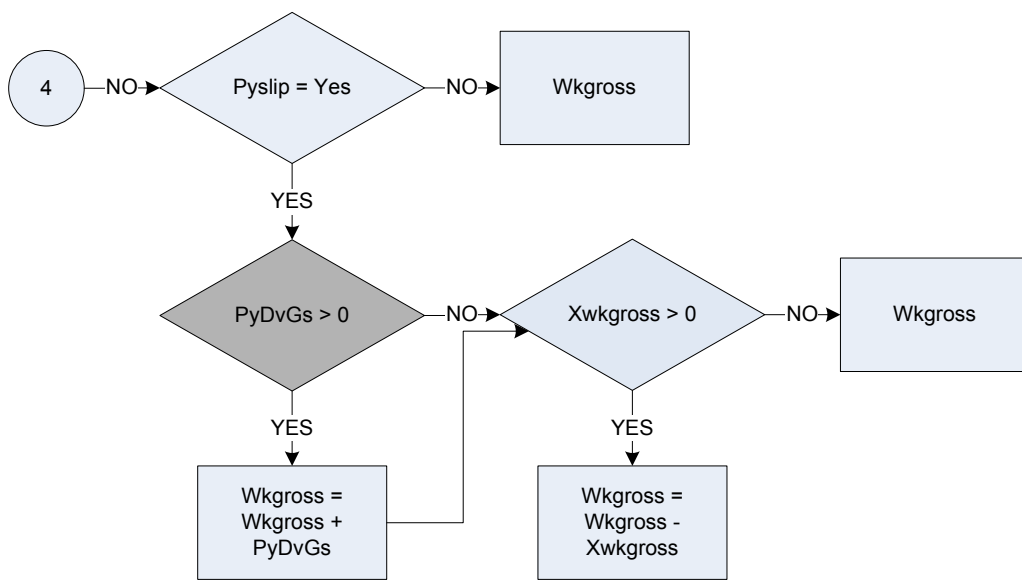 4
NO
Pyslip = Yes
NO
Wkgross
YES
PyDvGs > 0
NO
Xwkgross > 0
NO
Wkgross
YES
YES
Wkgross =
Wkgross +
PyDvGs
Wkgross =
Wkgross -
Xwkgross